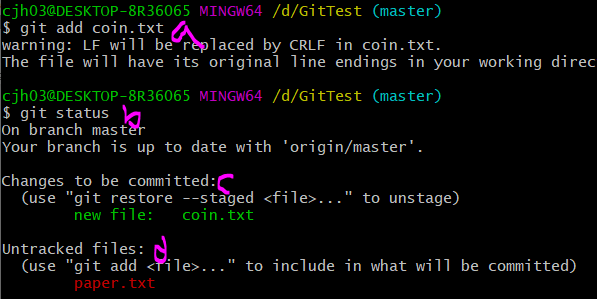 cjh03@DESKTOP-8R36065 MINGW64 /d/GitTest (master)
$ git add coin.txt a
warning: LF will be replaced by CRLF in coin.txt.
The file will have its original line endings in your working direc
cjh03@DESKTOP-8R36065 MINGW64 /d/GitTest (master)
$ git status b
On branch master
Your branch is up to date with 'origin/master'.
Changes to be committed: c
(use "git restore --staged <file>..." to unstage)
new file:   coin.txt
Untracked files: d
(use "git add <file>..." to include in what will be committed)
paper.txt